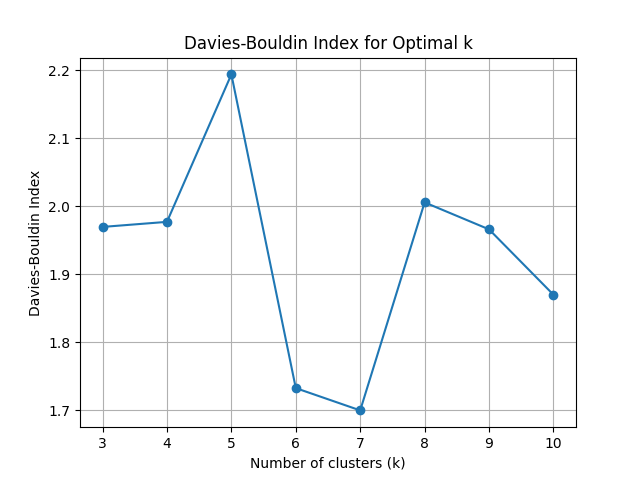 Davies-Bouldin Index for Optimal k
Davies-Bouldin Index
2.2
2.1
2.0
1.9
1.8
1.7
3 4 5 6 7 8 9 10
Number of clusters (k)